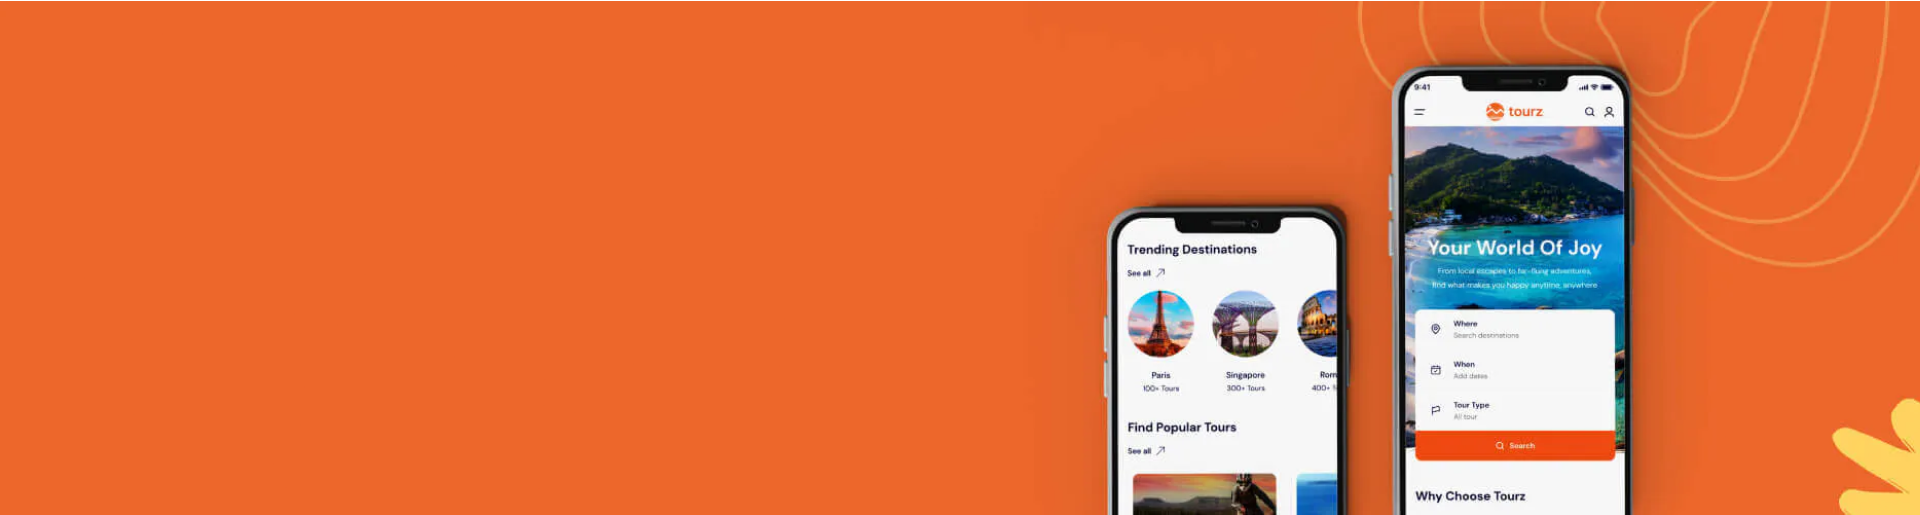 Trending Destinations
See all
Paris
100+ Tours
Singapore
300+ Tours
Rom
400+
Find Popular Tours
See all
9:41
tourz
Your World Of Joy
From local escapes to far-flung adventures,
find what makes you happy anytime, anywhere
Where
Search destinations
When
Add dates
Tour Type
All tour
Search
Why Choose Tourz